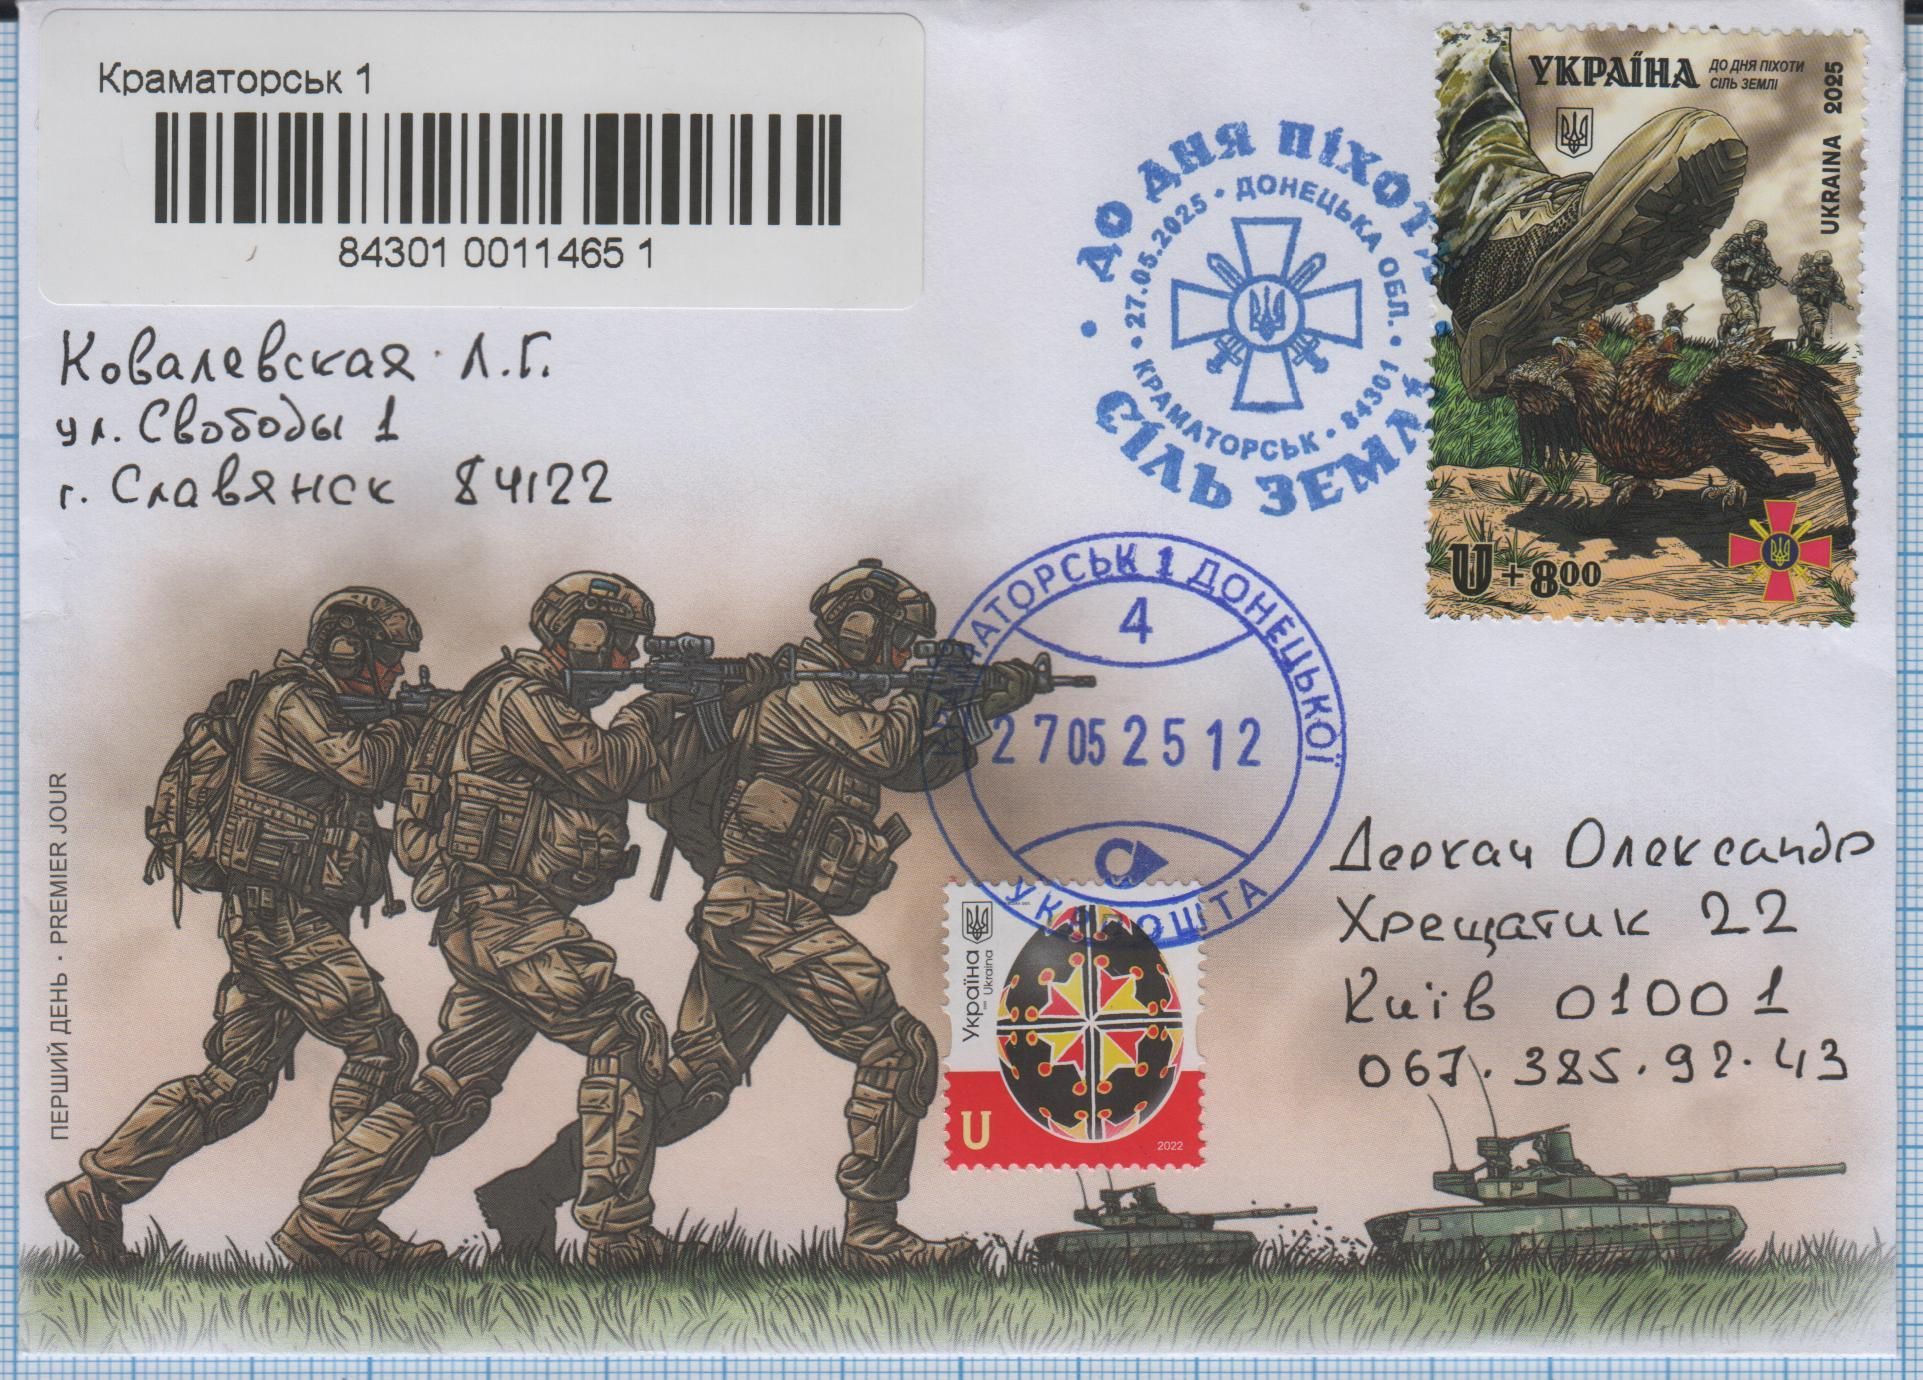 Краматорськ 1
84301 0011465 1
Ковалевская Л.Г.
ул. Свободы 1
г. Славянск 84122
ДО ДНЯ ПІХОТИ
27.05.2025 • ДОНЕЦЬКА ОБЛ. •
КРАМАТОРСЬК • 84301
СІЛЬ ЗЕМЛІ
УКРАЇНА
ДО ДНЯ ПІХОТИ
СІЛЬ ЗЕМЛІ
UKRAINA 2025
U + 8.00
КРАМАТОРСЬК 1 ДОНЕЦЬКОЇ
4
27 05 25 12
УКРПОШТА
ПЕРШИЙ ДЕНЬ · PREMIER JOUR
Україна
Ukraina
U
2022
Деркач Олександр
Хрещатик 22
Київ 01001
067.385.92.43